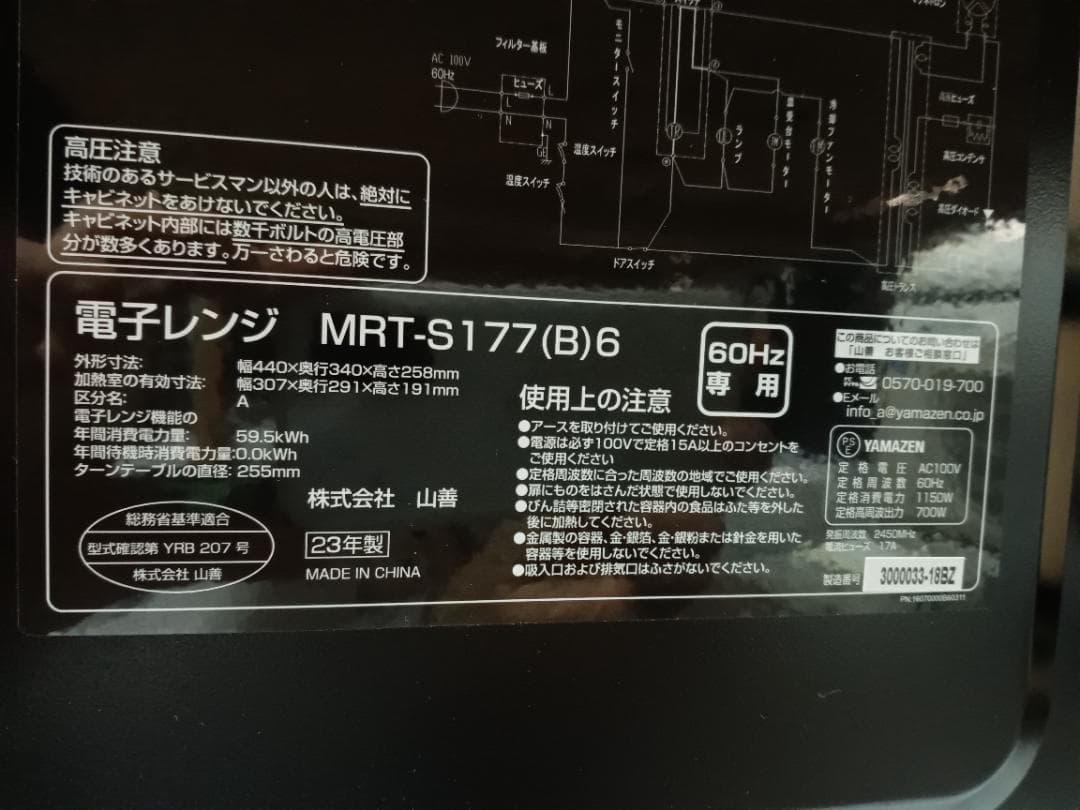 フィルター基板
AC 100V
60Hz
ヒューズ
L
L
N
N
モニタースイッチ
温度スイッチ
温度スイッチ
ランプ
冷却ファンモーター
高圧ヒューズ
高圧コンデンサ
高圧ダイオード
高圧トランス
ドアスイッチ
高圧注意
技術のあるサービスマン以外の人は、絶対に
キャビネットをあけないでください。
キャビネット内部には数千ボルトの高電圧部
分が数多くあります。万一さわると危険です。
電子レンジ MRT-S177(B)6
60Hz
専用
外形寸法: 幅440×奥行340×高さ258mm
加熱室の有効寸法: 幅307×奥行291×高さ191mm
区分名: A
電子レンジ機能の
年間消費電力量: 59.5kWh
年間待機時消費電力量:0.0kWh
ターンテーブルの直径: 255mm
株式会社 山善
総務省基準適合
型式確認第 YRB 207 号
株式会社 山善
23年製
MADE IN CHINA
使用上の注意
●アースを取り付けてご使用ください。
●電源は必ず100Vで定格15A以上のコンセントを
ご使用ください
●定格周波数に合った周波数の地域でご使用ください。
●扉にものをはさんだ状態で使用しないでください。
●びん詰等密閉された容器内の食品はふた等を外した
後に加熱してください。
●金属製の容器、金・銀箔、金・銀粉または針金を用いた
容器等を使用しないでください。
●吸入口および排気口はふさがないでください。
この商品についてのお問い合わせは
「山善 お客様ご相談窓口」
●お電話
0570-019-700
●Eメール
info_a@yamazen.co.jp
PSE YAMAZEN
定格電圧 AC100V
定格周波数 60Hz
定格消費電力 1150W
定格高周波出力 700W
発振周波数 2450MHz
電流ヒューズ 17A
製造番号 3000033-18BZ
PN:16070000B60311